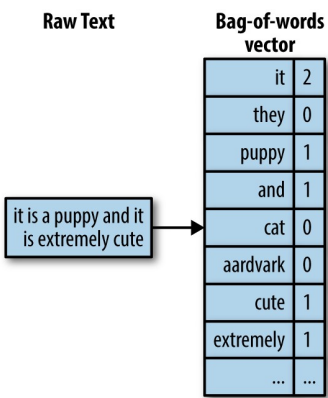 Raw Text
Bag-of-words
vector
it is a puppy and it
is extremely cute
it 2
they 0
puppy 1
and 1
cat 0
aardvark 0
cute 1
extremely 1
... ...